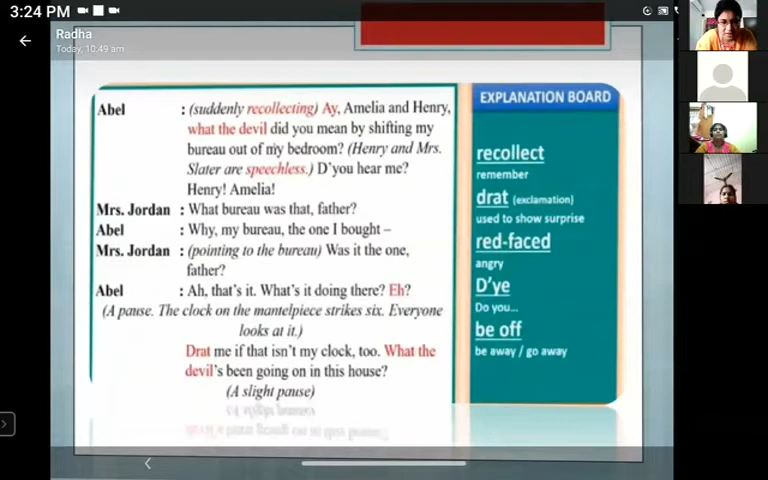 3:24 PM
Radha
Today, 10:49 am
Abel : (suddenly recollecting) Ay, Amelia and Henry,
what the devil did you mean by shifting my
bureau out of my bedroom? (Henry and Mrs.
Slater are speechless.) D'you hear me?
Henry! Amelia!
Mrs. Jordan : What bureau was that, father?
Abel : Why, my bureau, the one I bought –
Mrs. Jordan : (pointing to the bureau) Was it the one,
father?
Abel : Ah, that's it. What's it doing there? Eh?
(A pause. The clock on the mantelpiece strikes six. Everyone
looks at it.)
Drat me if that isn't my clock, too. What the
devil's been going on in this house?
(A slight pause)
EXPLANATION BOARD
recollect
remember
drat (exclamation)
used to show surprise
red-faced
angry
D'ye
Do you...
be off
be away / go away